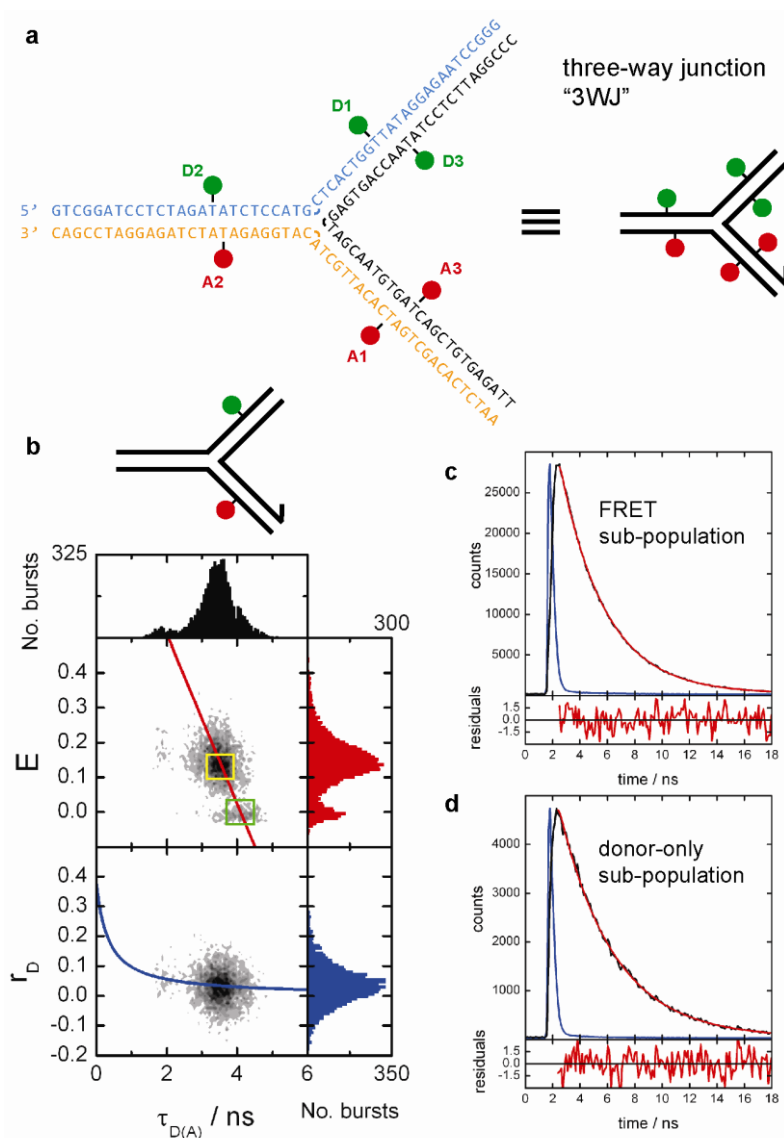 a
three-way junction
"3WJ"
CTCACTGGTTATAGGAGAATCCGGG
GAGTGACCAATATCCTCTTAGGCCC
D1
D3
D2
5' GTCGGATCCTCTAGATATCTCCATG
3' CAGCCTAGGAGATCTATAGAGGTAC
A2
TAGCAATGTGATCAGCTGTGAGATT
ATCGTTACACTAGTCGACACTCTAA
A3
A1
b
325
No. bursts
300
0.4
0.3
0.2
0.1
0.0
E
0.4
0.3
0.2
0.1
0.0
-0.1
-0.2
rD
0 2 4 6 350
τD(A) / ns
No. bursts
c
FRET
sub-population
25000
20000
15000
10000
5000
counts
1.5
0.0
-1.5
residuals
0 2 4 6 8 10 12 14 16 18
time / ns
d
donor-only
sub-population
4000
3000
2000
1000
counts
1.5
0.0
-1.5
residuals
0 2 4 6 8 10 12 14 16 18
time / ns